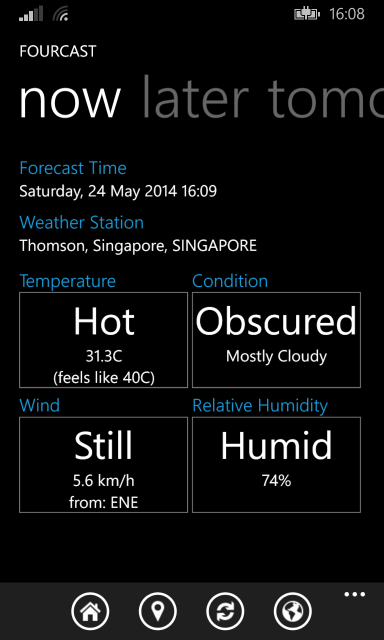 16:08
FOURCAST
now later tomo
Forecast Time
Saturday, 24 May 2014 16:09
Weather Station
Thomson, Singapore, SINGAPORE
Temperature
Hot
31.3C
(feels like 40C)
Condition
Obscured
Mostly Cloudy
Wind
Still
5.6 km/h
from: ENE
Relative Humidity
Humid
74%